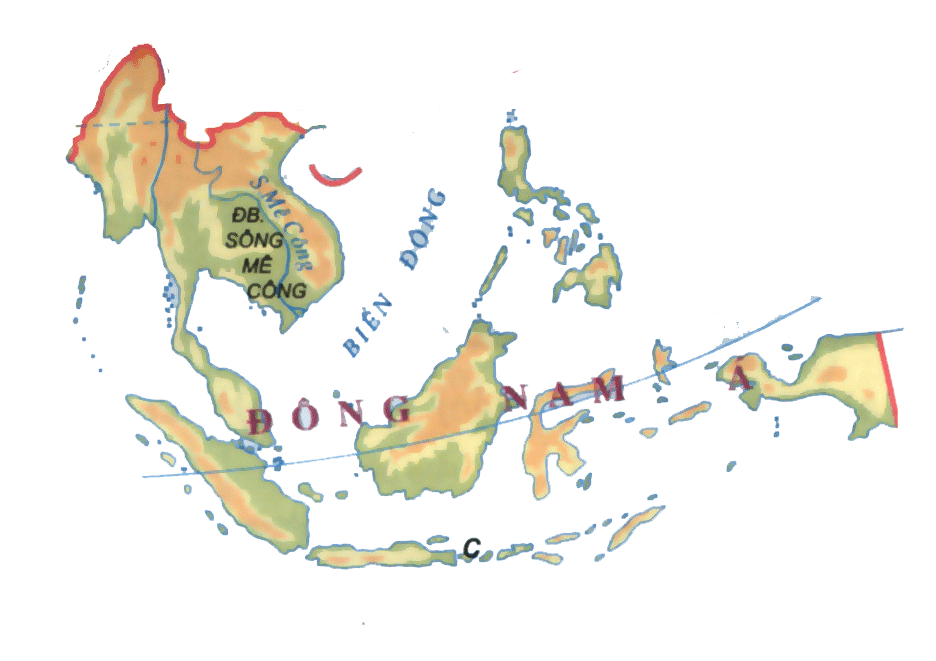 S.Mê Công
ĐB.
SÔNG
MÊ
CÔNG
BIỂN ĐÔNG
ĐÔNG NAM Á
C